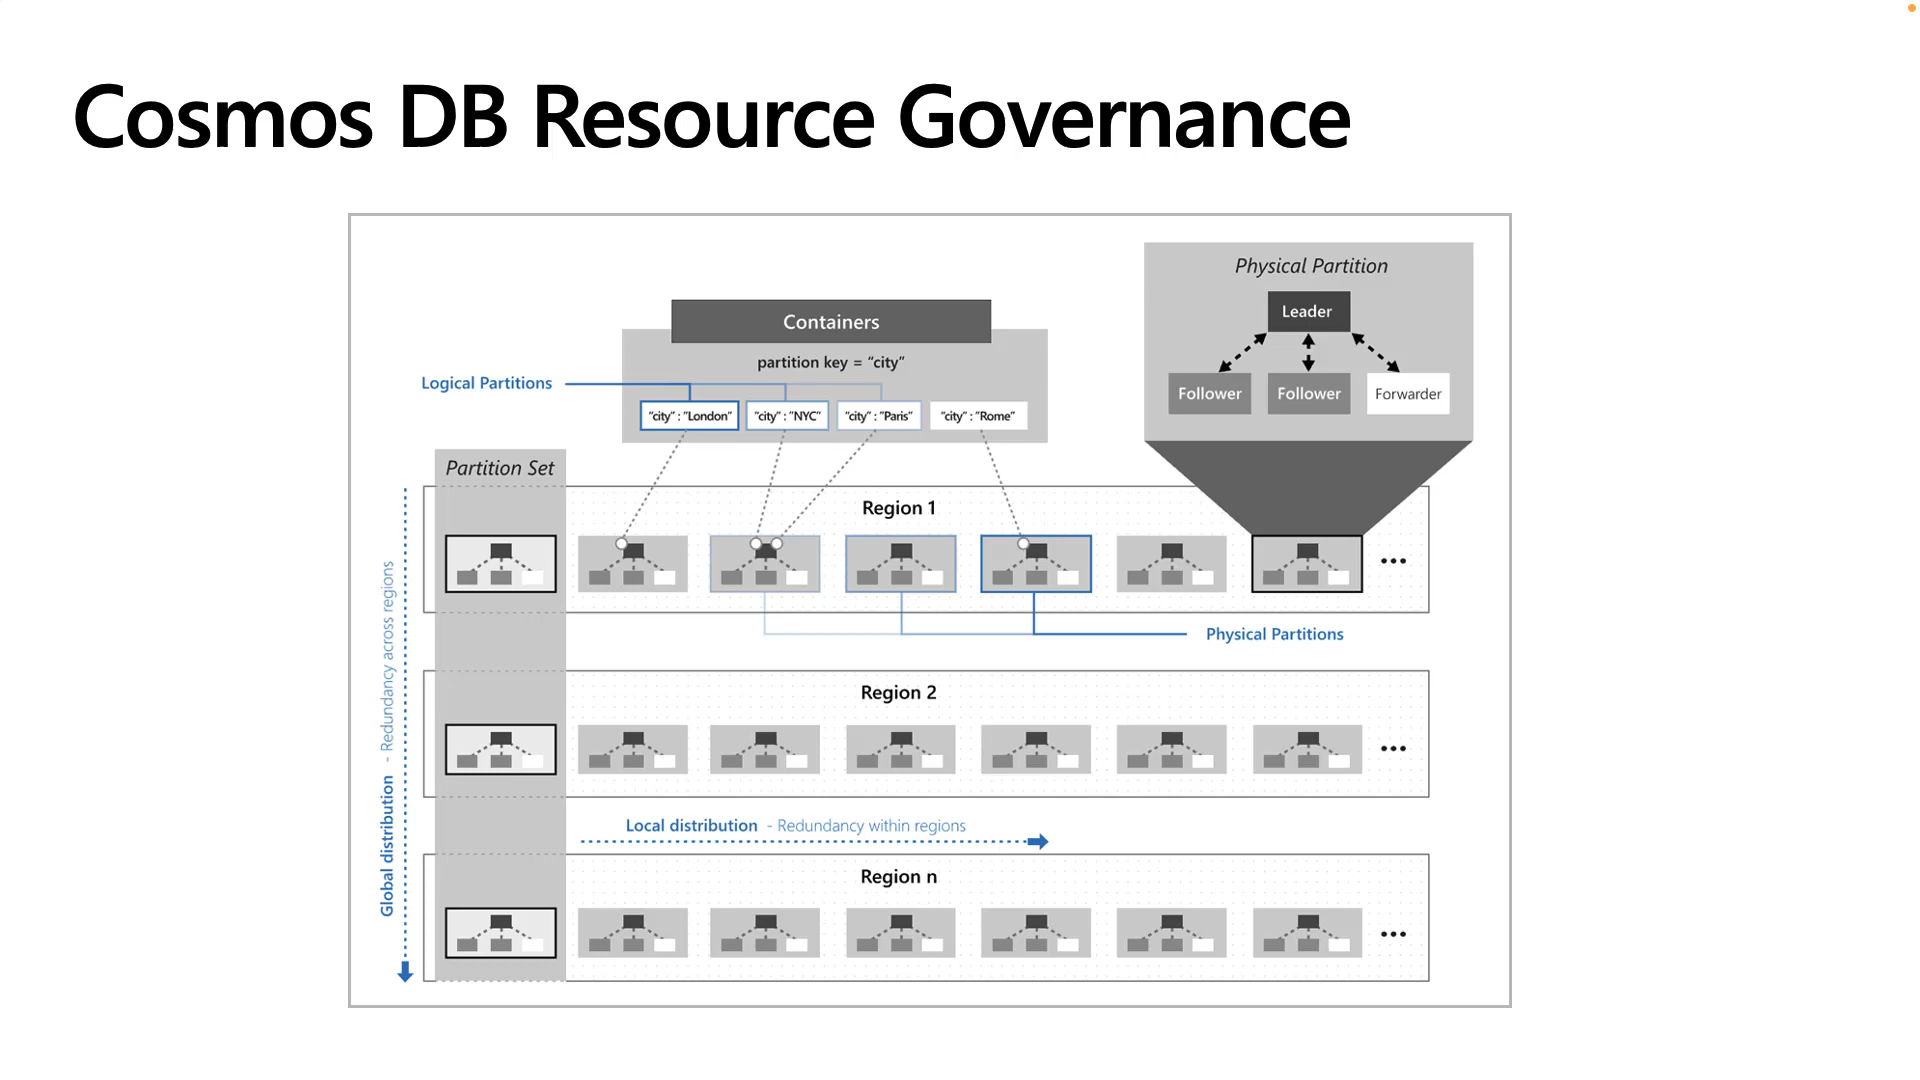 Cosmos DB Resource Governance
Physical Partition
Leader
Follower
Follower
Forwarder
Containers
partition key = “city”
Logical Partitions
“city” : “London”
“city” : “NYC”
“city” : “Paris”
“city” : “Rome”
Partition Set
Region 1
•••
Physical Partitions
Region 2
•••
Local distribution - Redundancy within regions
Region n
•••
Global distribution - Redundancy across regions